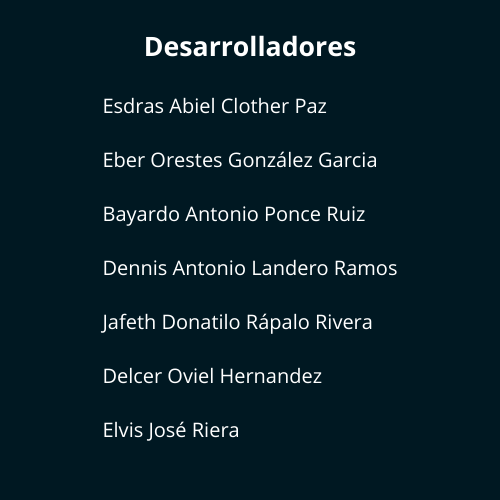 Desarrolladores
Esdras Abiel Clother Paz
Eber Orestes González Garcia
Bayardo Antonio Ponce Ruiz
Dennis Antonio Landero Ramos
Jafeth Donatilo Rápalo Rivera
Delcer Oviel Hernandez
Elvis José Riera